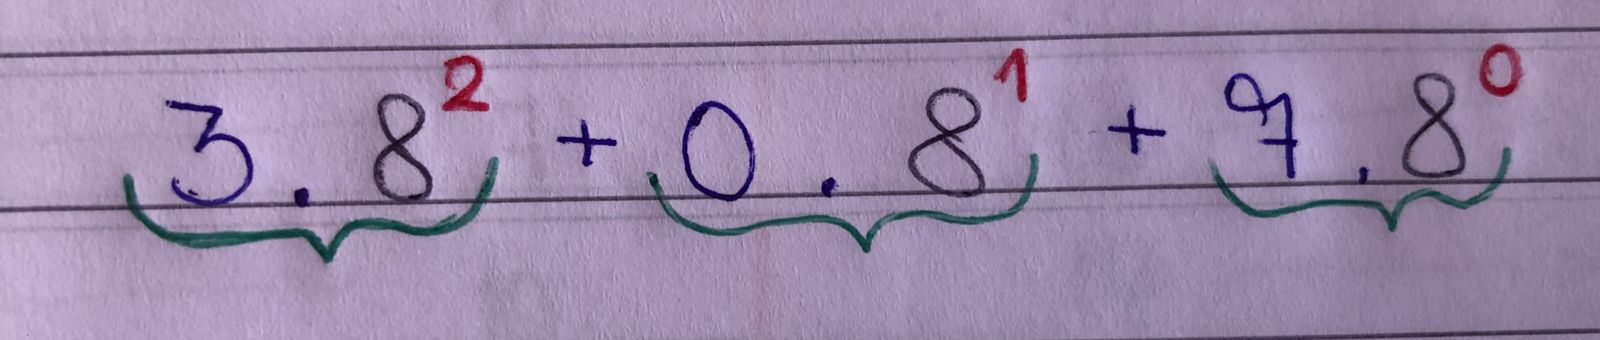 3 . 8² + 0 . 8¹ + 7 . 8⁰